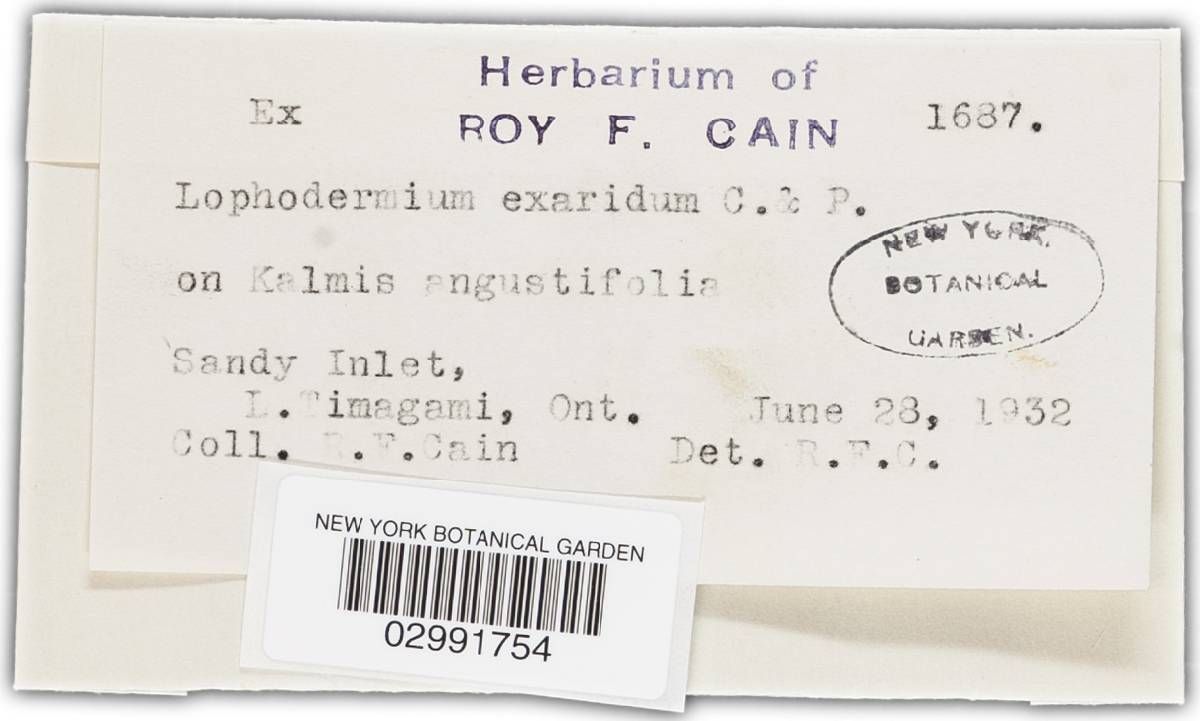 Herbarium of
Ex ROY F. CAIN 1687.
Lophodermium exaridum C. & P.
on Kalmis angustifolia
NEW YORK
BOTANICAL
GARDEN.
Sandy Inlet,
L. Timagami, Ont. June 28, 1932
Coll. R.F.Cain Det. R.F.C.
NEW YORK BOTANICAL GARDEN
02991754